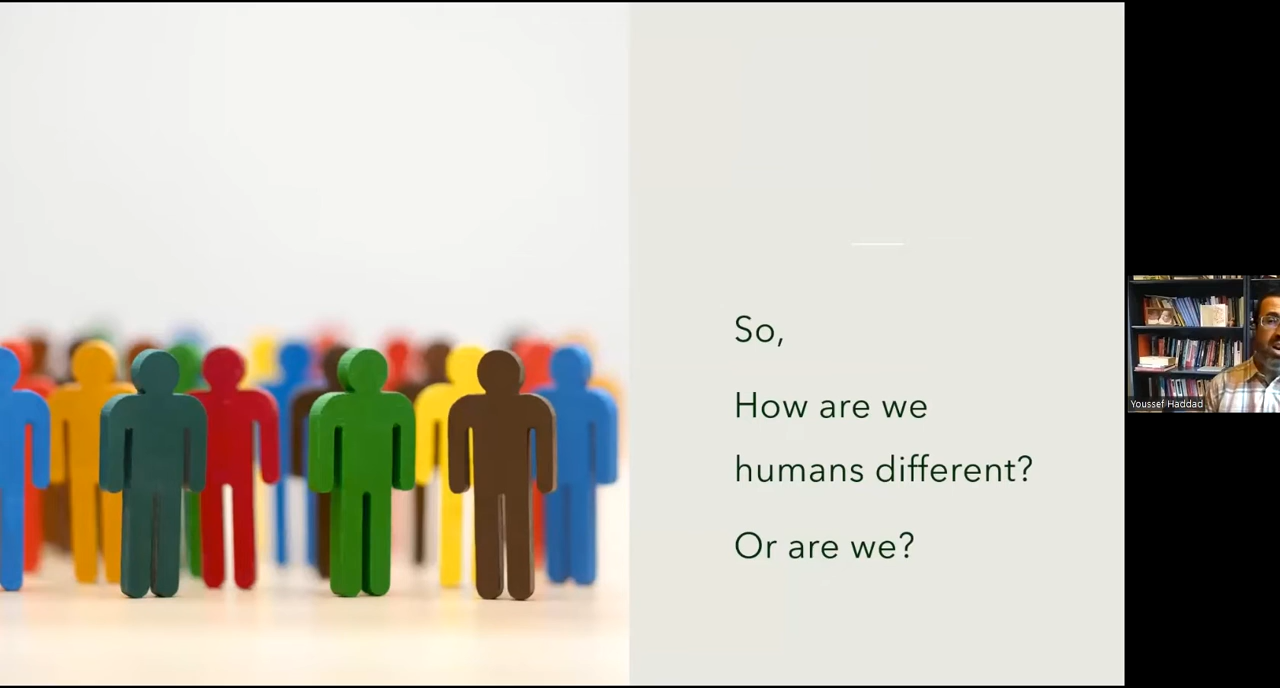 So,
How are we
humans different?
Or are we?
Youssef Haddad